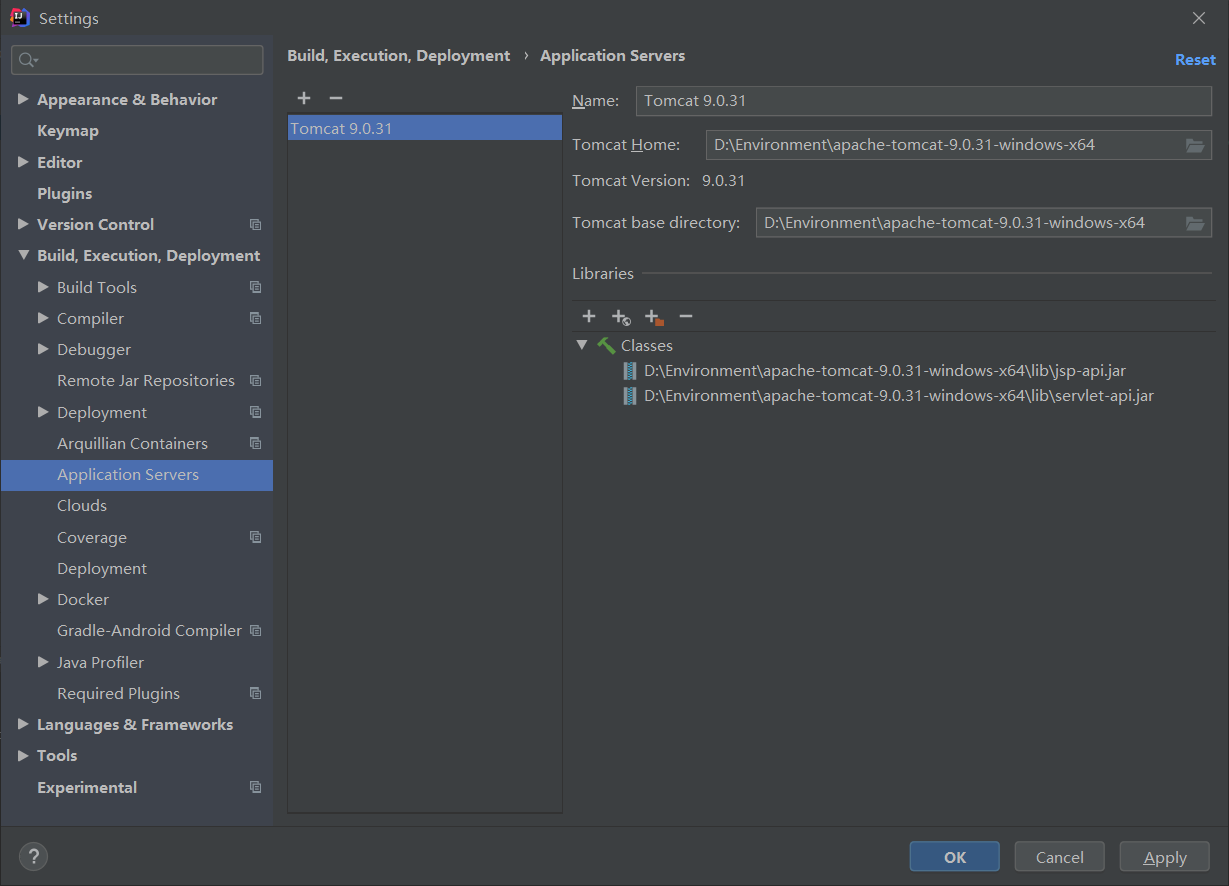 Settings
Build, Execution, Deployment › Application Servers
Reset
Appearance & Behavior
Keymap
Editor
Plugins
Version Control
Build, Execution, Deployment
Build Tools
Compiler
Debugger
Remote Jar Repositories
Deployment
Arquillian Containers
Application Servers
Clouds
Coverage
Deployment
Docker
Gradle-Android Compiler
Java Profiler
Required Plugins
Languages & Frameworks
Tools
Experimental
Tomcat 9.0.31
Name: Tomcat 9.0.31
Tomcat Home: D:\Environment\apache-tomcat-9.0.31-windows-x64
Tomcat Version: 9.0.31
Tomcat base directory: D:\Environment\apache-tomcat-9.0.31-windows-x64
Libraries
Classes
D:\Environment\apache-tomcat-9.0.31-windows-x64\lib\jsp-api.jar
D:\Environment\apache-tomcat-9.0.31-windows-x64\lib\servlet-api.jar
?
OK Cancel Apply